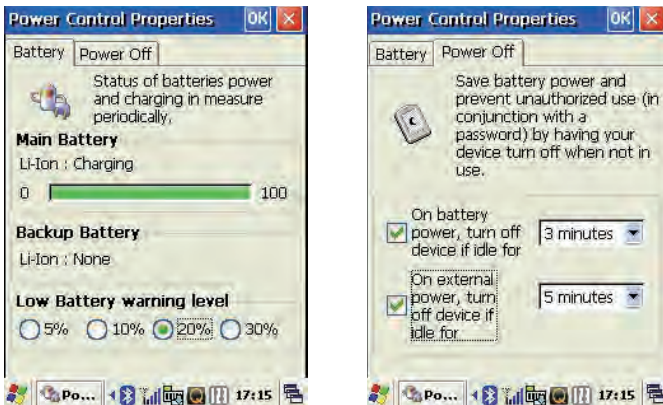 Power Control Properties OK
Battery Power Off
Status of batteries power
and charging in measure
periodically.
Main Battery
Li-Ion : Charging
0 100
Backup Battery
Li-Ion : None
Low Battery warning level
5% 10% 20% 30%
Po... 17:15
Power Control Properties OK
Battery Power Off
Save battery power and
prevent unauthorized use (in
conjunction with a
password) by having your
device turn off when not in
use.
On battery
power, turn off
device if idle for
3 minutes
On external
power, turn
off device if
idle for
5 minutes
Po... 17:15